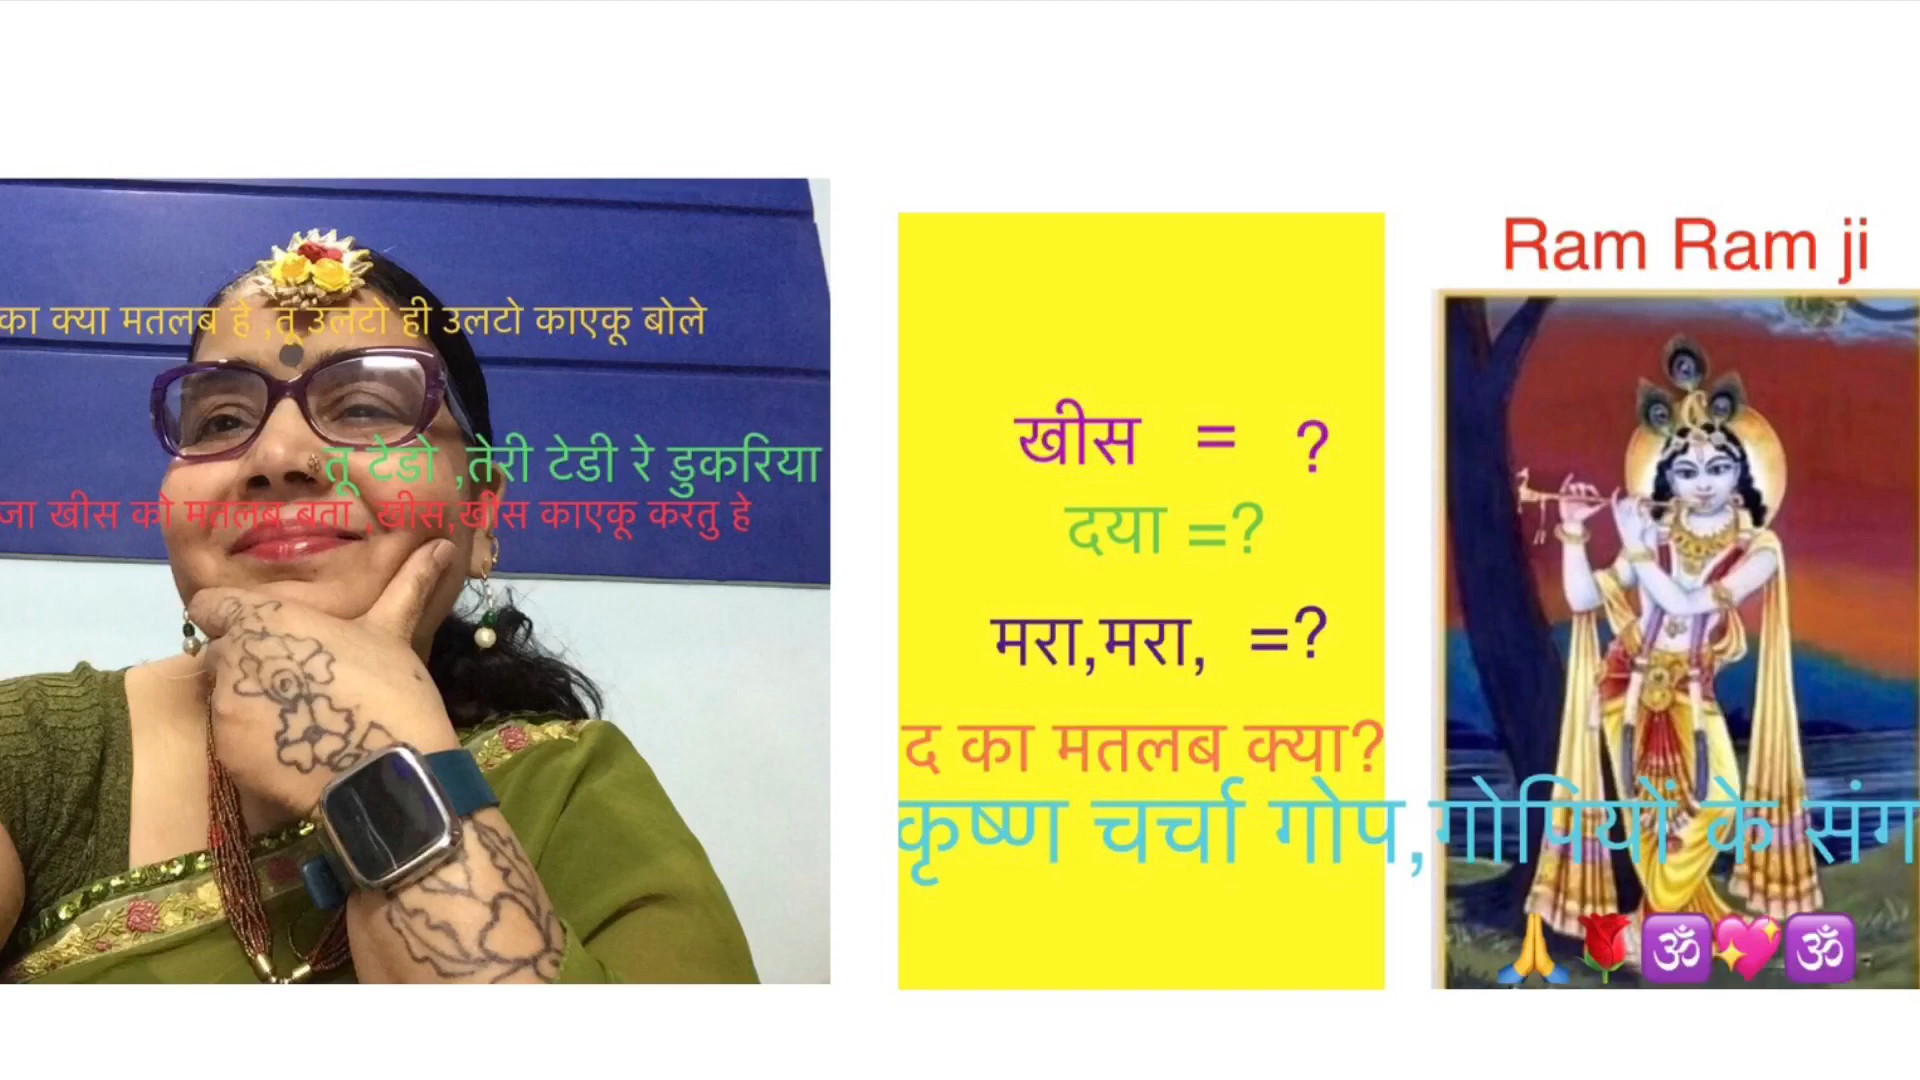 का क्या मतलब हे ,तू उलटो ही उलटो काएकू बोले
तू टेडो ,तेरी टेडी रे डुकरिया
जा खीस को मतलब बता ,खीस,खीस काएकू करतु हे
खीस = ?
दया =?
मरा,मरा, =?
द का मतलब क्या?
कृष्ण चर्चा गोप,गोपियों के संग
Ram Ram ji
🙏🌹🕉💖🕉